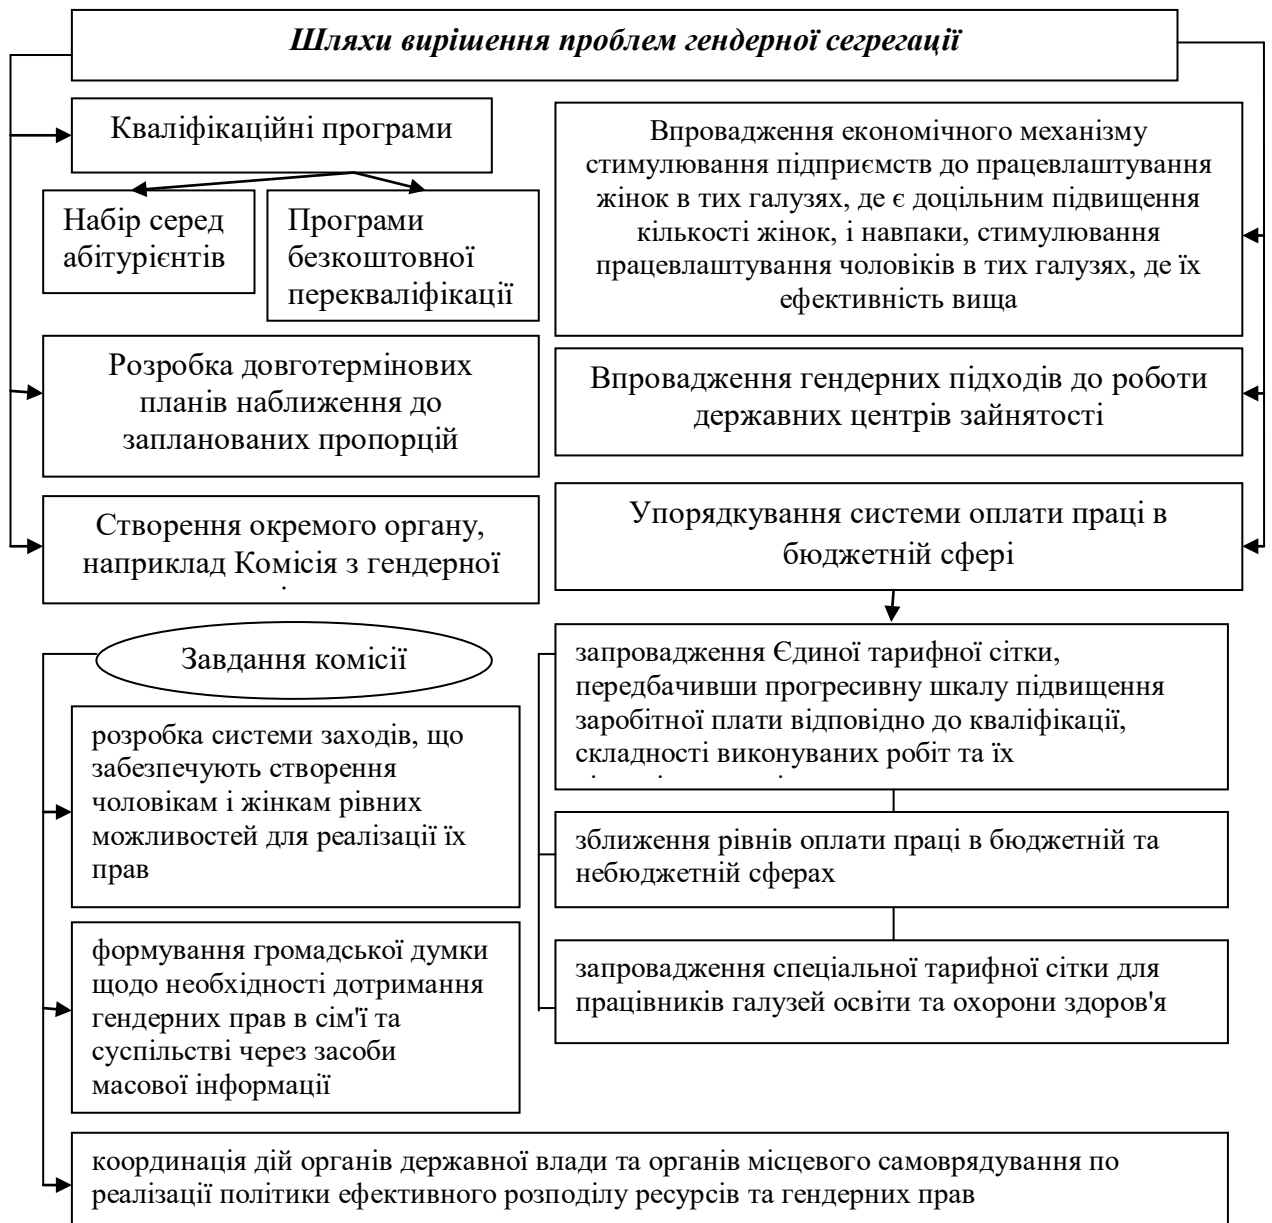 Шляхи вирішення проблем гендерної сегрегації
Кваліфікаційні програми
Набір серед
абітурієнтів
Програми
безкоштовної
перекваліфікації
Розробка довготермінових
планів наближення до
запланованих пропорцій
Створення окремого органу,
наприклад Комісія з гендерної
Впровадження економічного механізму
стимулювання підприємств до працевлаштування
жінок в тих галузях, де є доцільним підвищення
кількості жінок, і навпаки, стимулювання
працевлаштування чоловіків в тих галузях, де їх
ефективність вища
Впровадження гендерних підходів до роботи
державних центрів зайнятості
Упорядкування системи оплати праці в
бюджетній сфері
Завдання комісії
розробка системи заходів, що
забезпечують створення
чоловікам і жінкам рівних
можливостей для реалізації їх
прав
формування громадської думки
щодо необхідності дотримання
гендерних прав в сім'ї та
суспільстві через засоби
масової інформації
запровадження Єдиної тарифної сітки,
передбачивши прогресивну шкалу підвищення
заробітної плати відповідно до кваліфікації,
складності виконуваних робіт та їх
зближення рівнів оплати праці в бюджетній та
небюджетній сферах
запровадження спеціальної тарифної сітки для
працівників галузей освіти та охорони здоров'я
координація дій органів державної влади та органів місцевого самоврядування по
реалізації політики ефективного розподілу ресурсів та гендерних прав